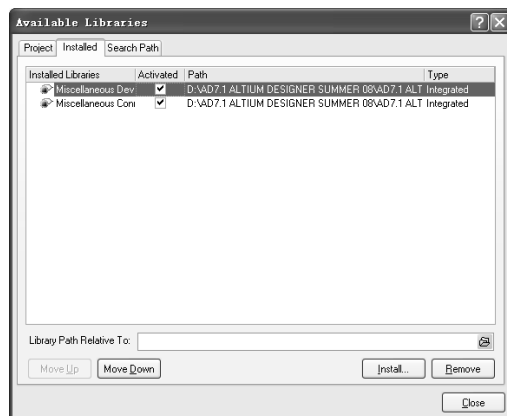 Available Libraries
Project Installed Search Path
Installed Libraries Activated Path Type
Miscellaneous Dev D:\AD7.1 ALTIUM DESIGNER SUMMER 08\AD7.1 ALT Integrated
Miscellaneous Con D:\AD7.1 ALTIUM DESIGNER SUMMER 08\AD7.1 ALT Integrated
Library Path Relative To:
Move Up Move Down Install... Remove
Close